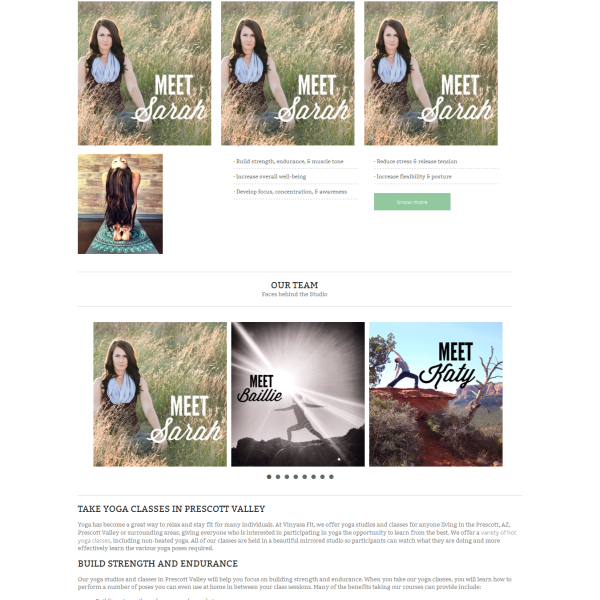 MEET
Sarah
MEET
Sarah
MEET
Sarah
· Build strength, endurance, & muscle tone
· Increase overall well-being
· Develop focus, concentration, & awareness
· Reduce stress & release tension
· Increase flexibility & posture
know more
OUR TEAM
Faces behind the Studio
MEET
Sarah
MEET
Baillie
MEET
Katy
TAKE YOGA CLASSES IN PRESCOTT VALLEY
Yoga has become a great way to relax and stay fit for many individuals. At Vinyasa Fit, we offer yoga studios and classes for anyone living in the Prescott, AZ,
Prescott Valley or surrounding areas, giving everyone who is interested in participating in yoga the opportunity to learn from the best. We offer a variety of hot
yoga classes, including non-heated yoga. All of our classes are held in a beautiful mirrored studio so participants can watch what they are doing and more
effectively learn the various yoga poses required.
BUILD STRENGTH AND ENDURANCE
Our yoga studios and classes in Prescott Valley will help you focus on building strength and endurance. When you take our yoga classes, you will learn how to
perform a number of poses you can even use at home in between your class sessions. Many of the benefits taking our courses can provide include: